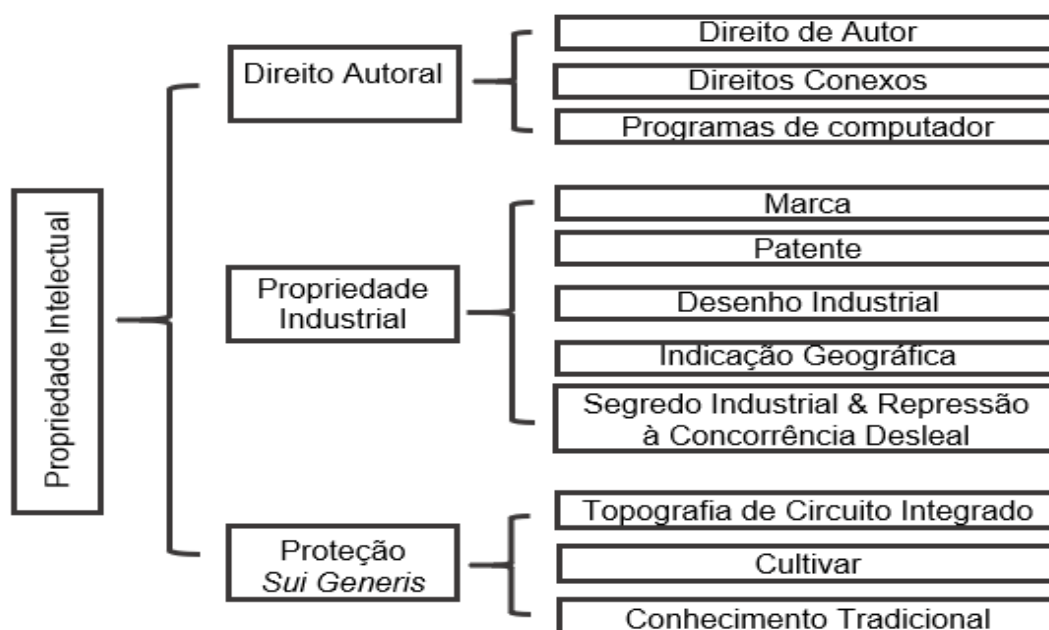 Propriedade Intelectual
Direito Autoral
Direito de Autor
Direitos Conexos
Programas de computador
Propriedade
Industrial
Marca
Patente
Desenho Industrial
Indicação Geográfica
Segredo Industrial & Repressão
à Concorrência Desleal
Proteção
Sui Generis
Topografia de Circuito Integrado
Cultivar
Conhecimento Tradicional